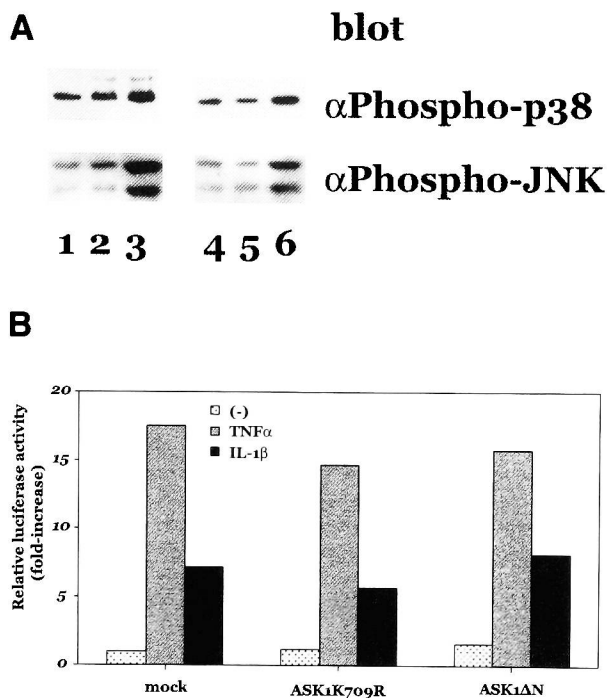 A
blot
αPhospho-p38
αPhospho-JNK
1 2 3 4 5 6
B
Relative luciferase activity
(fold-increase)
20
15
10
5
0
(-)
TNFα
IL-1β
mock ASK1K709R ASK1ΔN